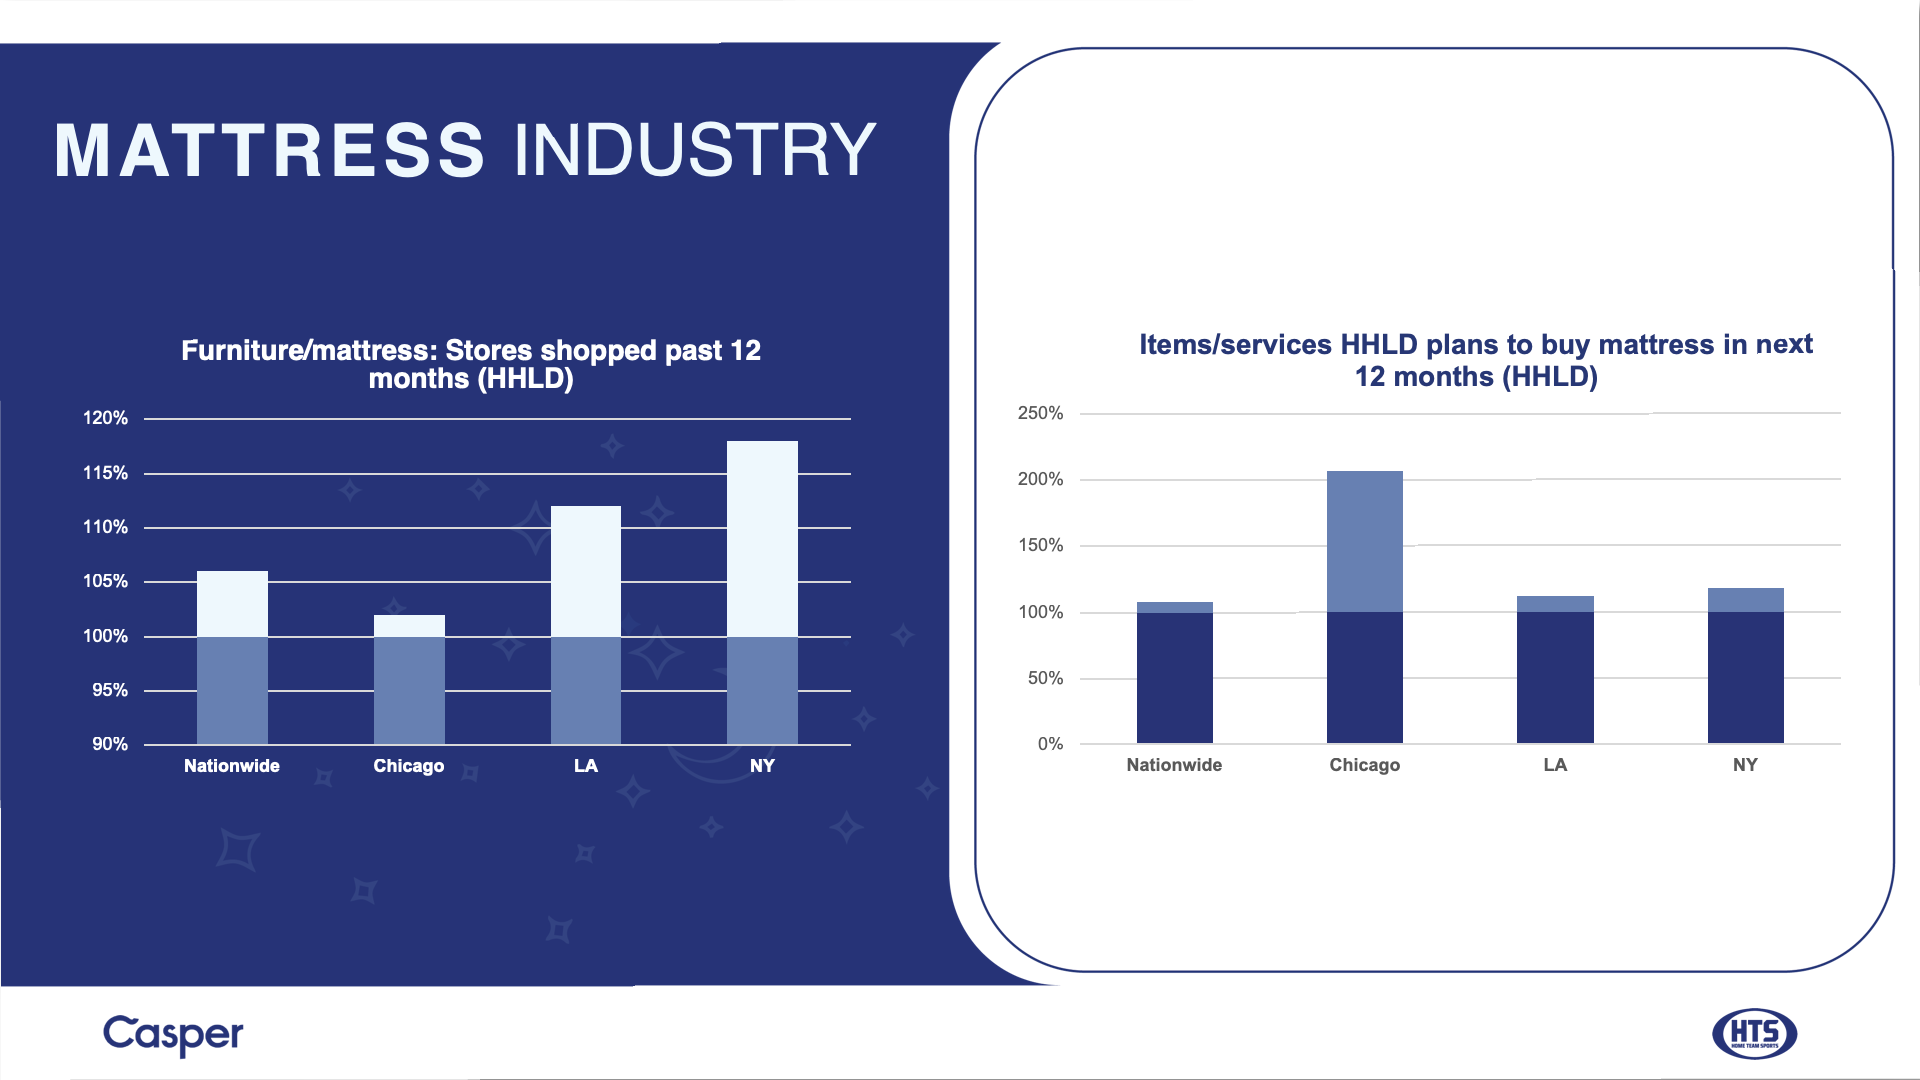 MATTRESS INDUSTRY
Furniture/mattress: Stores shopped past 12
months (HHLD)
120%
115%
110%
105%
100%
95%
90%
Nationwide Chicago LA NY
Items/services HHLD plans to buy mattress in next
12 months (HHLD)
250%
200%
150%
100%
50%
0%
Nationwide Chicago LA NY
Casper
HTS
HOME TEAM SPORTS